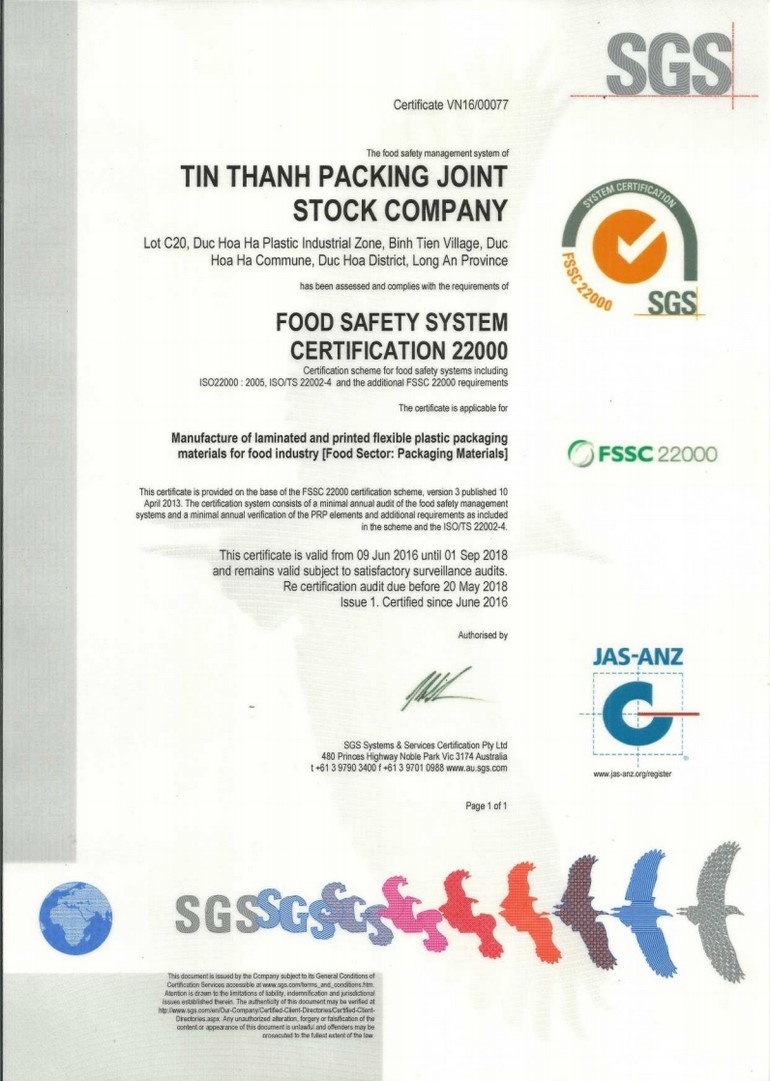 SGS
Certificate VN16/00077
The food safety management system of
TIN THANH PACKING JOINT
STOCK COMPANY
Lot C20, Duc Hoa Ha Plastic Industrial Zone, Binh Tien Village, Duc
Hoa Ha Commune, Duc Hoa District, Long An Province
has been assessed and complies with the requirements of
SYSTEM CERTIFICATION
FSSC 22000
SGS
FOOD SAFETY SYSTEM
CERTIFICATION 22000
Certification scheme for food safety systems including
ISO22000 : 2005, ISO/TS 22002-4 and the additional FSSC 22000 requirements
The certificate is applicable for
Manufacture of laminated and printed flexible plastic packaging
materials for food industry [Food Sector: Packaging Materials]
FSSC 22000
This certificate is provided on the base of the FSSC 22000 certification scheme, version 3 published 10
April 2013. The certification system consists of a minimal annual audit of the food safety management
systems and a minimal annual verification of the PRP elements and additional requirements as included
in the scheme and the ISO/TS 22002-4.
This certificate is valid from 09 Jun 2016 until 01 Sep 2018
and remains valid subject to satisfactory surveillance audits.
Re certification audit due before 20 May 2018
Issue 1. Certified since June 2016
Authorised by
JAS-ANZ
SGS Systems & Services Certification Pty Ltd
480 Princes Highway Noble Park Vic 3174 Australia
t +61 3 9790 3400 f +61 3 9701 0988 www.au.sgs.com
www.jas-anz.org/register
Page 1 of 1
SGSSGSSGS
This document is issued by the Company subject to its General Conditions of
Certification Services accessible at www.sgs.com/terms_and_conditions.htm.
Attention is drawn to the limitations of liability, indemnification and jurisdictional
issues established therein. The authenticity of this document may be verified at
http://www.sgs.com/en/Our-Company/Certified-Client-Directories/Certified-Client-
Directories.aspx. Any unauthorized alteration, forgery or falsification of the
content or appearance of this document is unlawful and offenders may be
prosecuted to the fullest extent of the law.